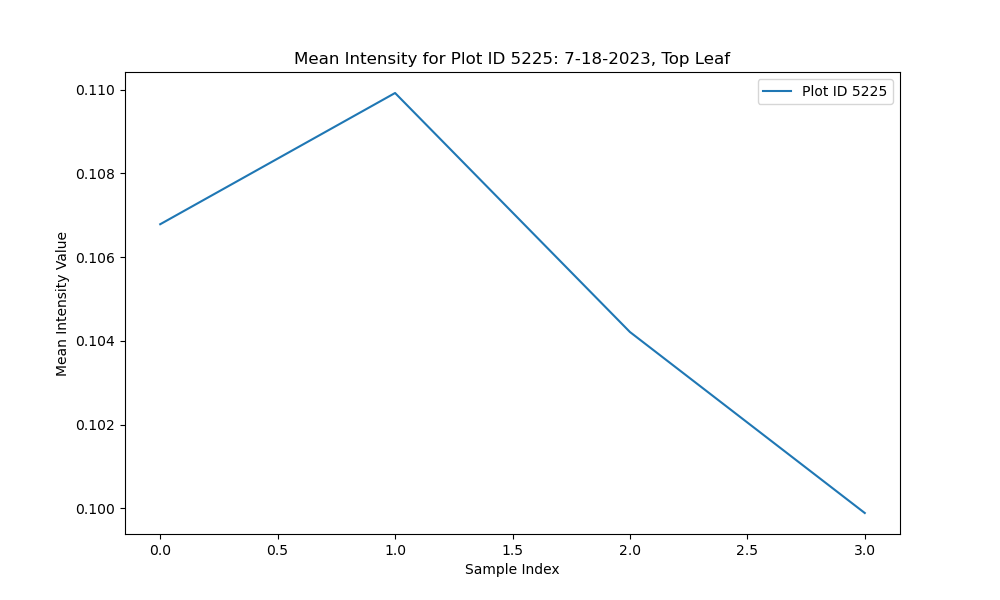 Mean Intensity for Plot ID 5225: 7-18-2023, Top Leaf
Plot ID 5225
Mean Intensity Value
0.110
0.108
0.106
0.104
0.102
0.100
0.0 0.5 1.0 1.5 2.0 2.5 3.0
Sample Index